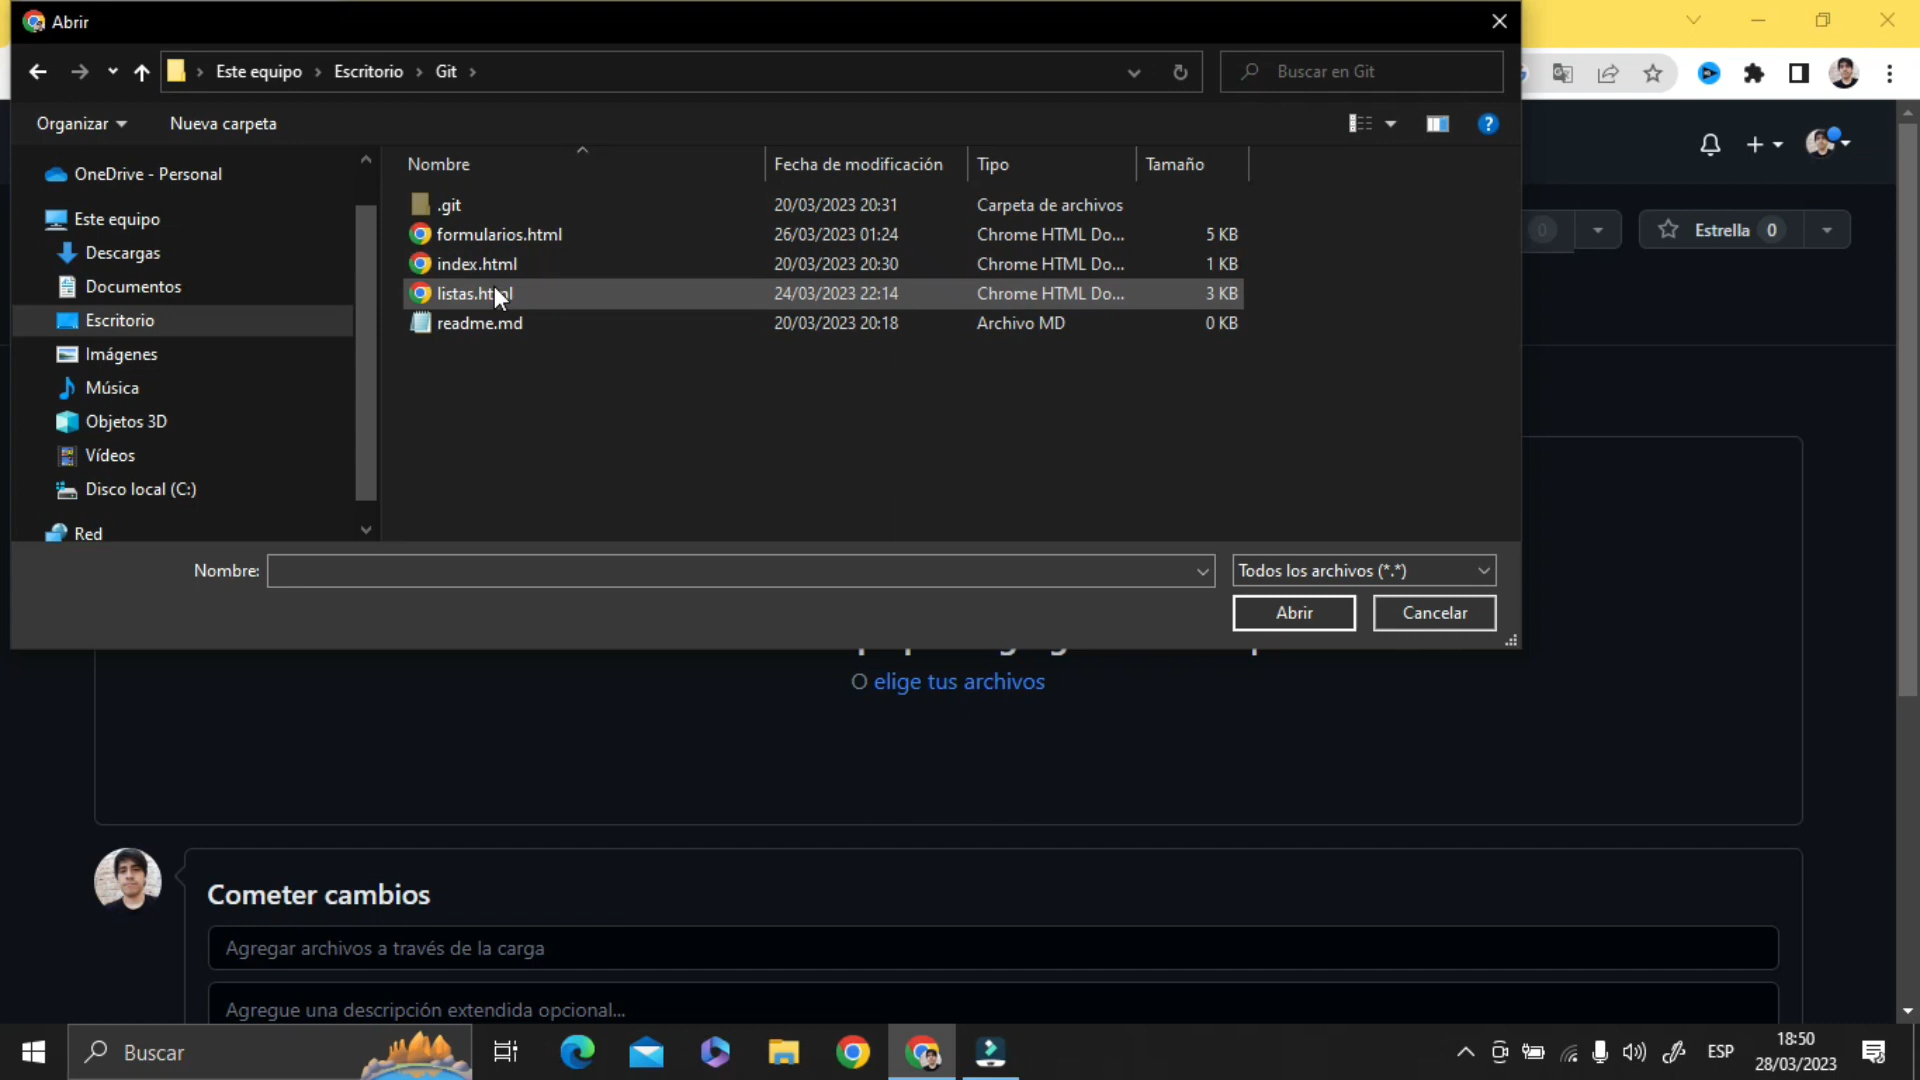 Abrir
Este equipo > Escritorio > Git >
Buscar en Git
Organizar
Nueva carpeta
?
Nombre
Fecha de modificación
Tipo
Tamaño
OneDrive - Personal
Este equipo
Descargas
Documentos
Escritorio
Imágenes
Música
Objetos 3D
Vídeos
Disco local (C:)
Red
.git 20/03/2023 20:31 Carpeta de archivos
formularios.html 26/03/2023 01:24 Chrome HTML Do... 5 KB
index.html 20/03/2023 20:30 Chrome HTML Do... 1 KB
listas.html 24/03/2023 22:14 Chrome HTML Do... 3 KB
readme.md 20/03/2023 20:18 Archivo MD 0 KB
Nombre:
Todos los archivos (*.*)
Abrir
Cancelar
0
Estrella 0
O elige tus archivos
Cometer cambios
Agregar archivos a través de la carga
Agregue una descripción extendida opcional...
Buscar
ESP
18:50
28/03/2023